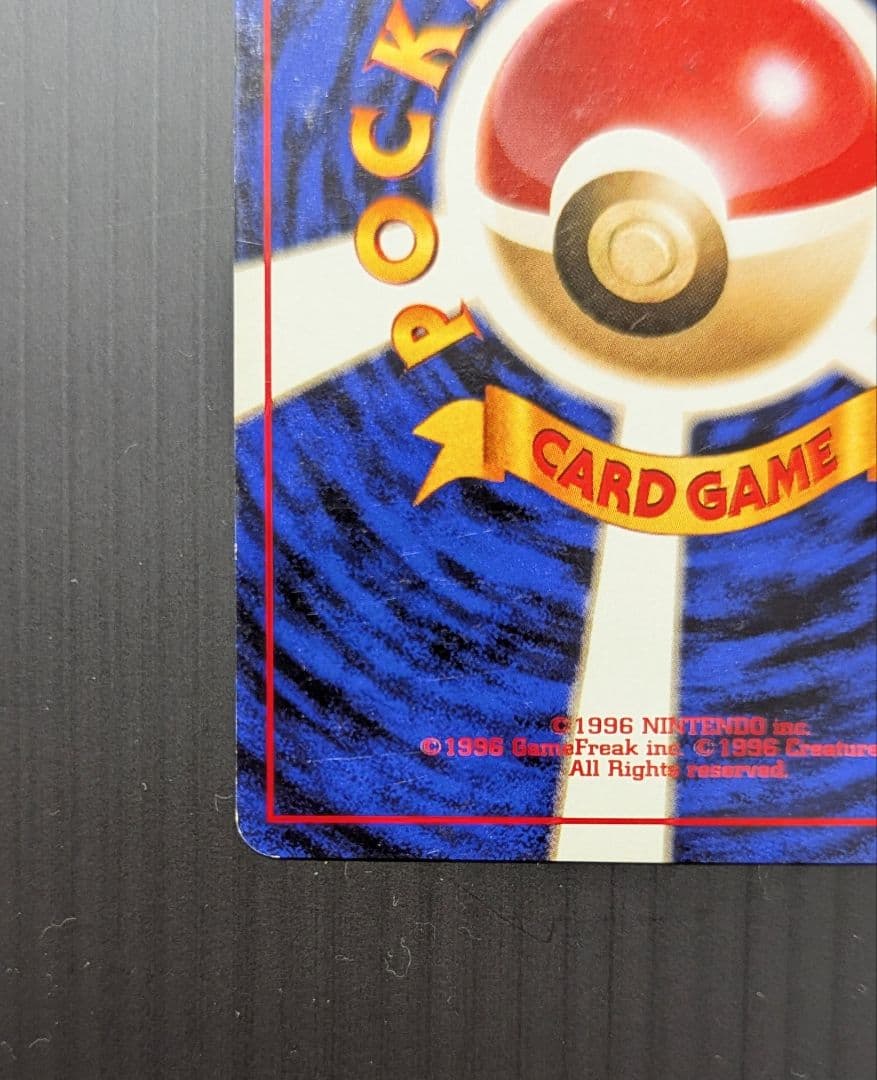 POCK
CARD GAME
©1996 NINTENDO inc.
©1996 GameFreak inc. ©1996 Creature
All Rights reserved.